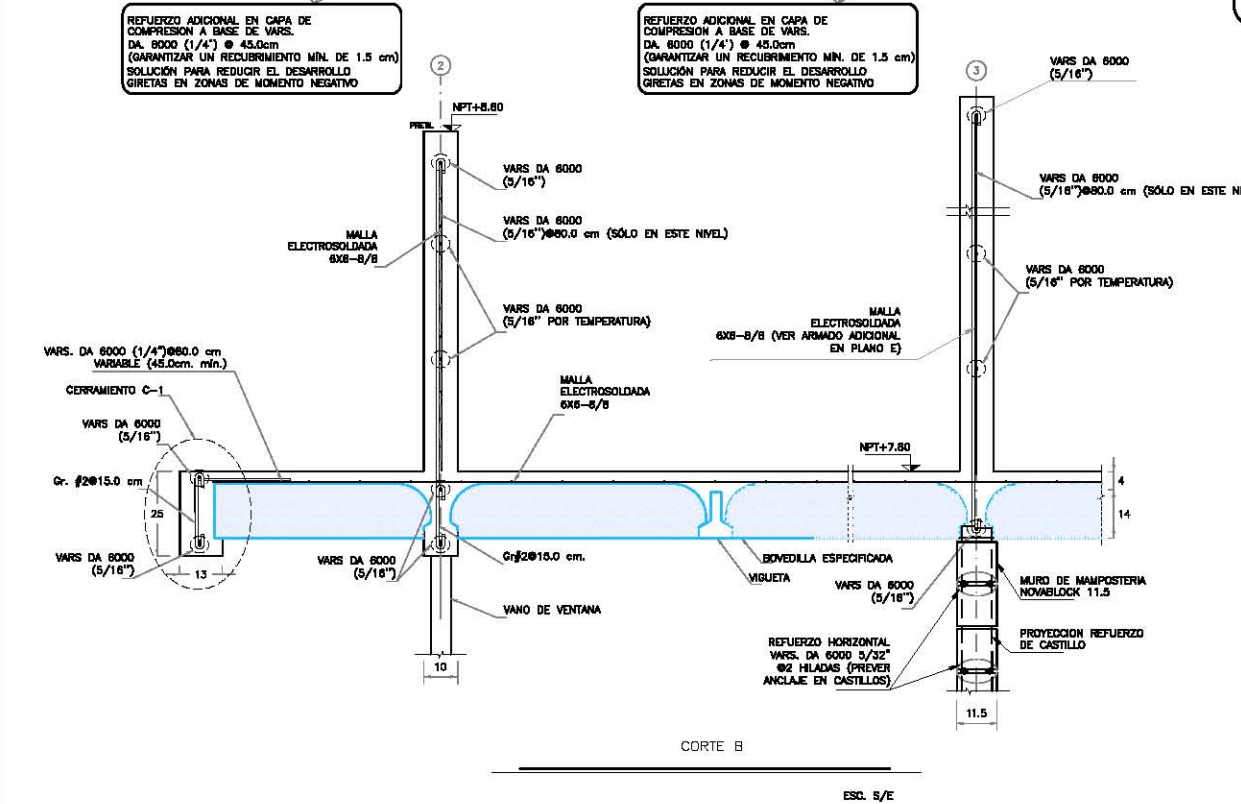 REFUERZO ADICIONAL EN CAPA DE
COMPRESION A BASE DE VARS.
DA. 6000 (1/4') @ 45.0cm
(GARANTIZAR UN RECUBRIMIENTO MÍN. DE 1.5 cm)
SOLUCIÓN PARA REDUCIR EL DESARROLLO
GIRETAS EN ZONAS DE MOMENTO NEGATIVO
REFUERZO ADICIONAL EN CAPA DE
COMPRESION A BASE DE VARS.
DA. 6000 (1/4') @ 45.0cm
(GARANTIZAR UN RECUBRIMIENTO MÍN. DE 1.5 cm)
SOLUCIÓN PARA REDUCIR EL DESARROLLO
GIRETAS EN ZONAS DE MOMENTO NEGATIVO
2
3
NPT+8.60
PRETIL
VARS DA 6000
(5/16")
VARS DA 6000
(5/16")@80.0 cm (SÓLO EN ESTE NIVEL)
MALLA
ELECTROSOLDADA
6X6-8/8
VARS DA 6000
(5/16" POR TEMPERATURA)
VARS DA 6000
(5/16")
VARS DA 6000
(5/16")@80.0 cm (SÓLO EN ESTE NI
VARS DA 6000
(5/16" POR TEMPERATURA)
MALLA
ELECTROSOLDADA
6X6-8/8 (VER ARMADO ADICIONAL
EN PLANO E)
VARS. DA 6000 (1/4")@60.0 cm
VARIABLE (45.0cm. mín.)
CERRAMIENTO C-1
VARS DA 6000
(5/16")
Gr. #2@15.0 cm
25
VARS DA 6000
(5/16")
13
MALLA
ELECTROSOLDADA
6X6-8/8
NPT+7.60
4
14
VARS DA 6000
(5/16")
Gr#2@15.0 cm.
VANO DE VENTANA
10
VIGUETA
BOVEDILLA ESPECIFICADA
VARS DA 6000
(5/16")
MURO DE MAMPOSTERIA
NOVABLOCK 11.5
PROYECCION REFUERZO
DE CASTILLO
REFUERZO HORIZONTAL
VARS. DA 6000 5/32"
@2 HILADAS (PREVER
ANCLAJE EN CASTILLOS)
11.5
CORTE B
ESC. S/E